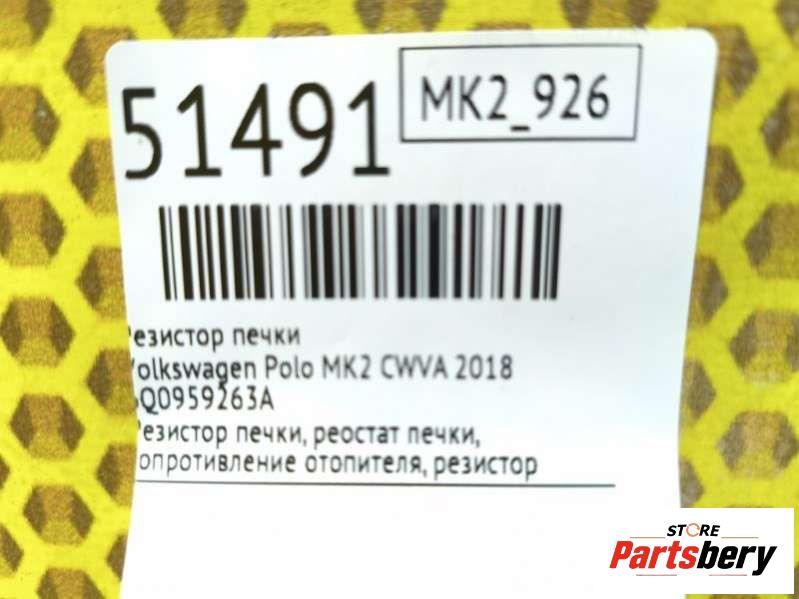 51491
MK2_926
Резистор печки
Volkswagen Polo MK2 CWVA 2018
6Q0959263A
Резистор печки, реостат печки,
сопротивление отопителя, резистор
STORE
Partsbery